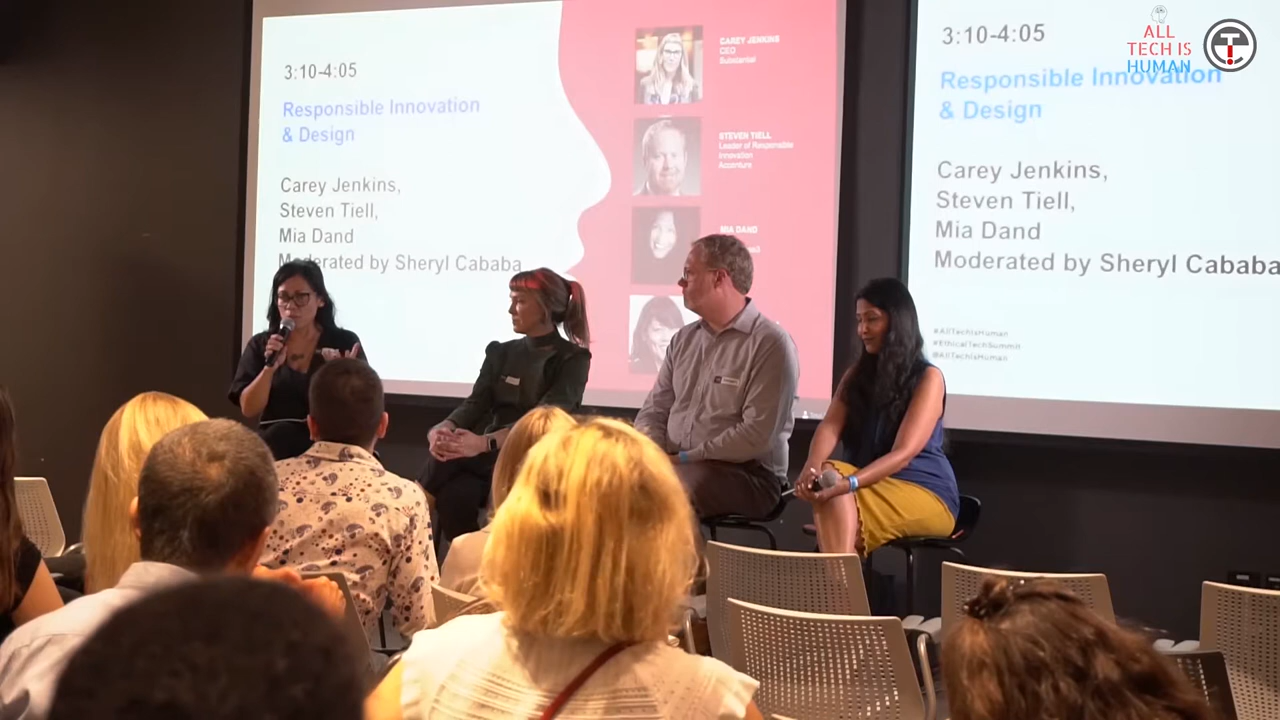 3:10-4:05
Responsible Innovation
& Design
Carey Jenkins,
Steven Tiell,
Mia Dand
Moderated by Sheryl Cababa
CAREY JENKINS
CEO
Substantial
STEVEN TIELL
Leader of Responsible
Innovation
Accenture
MIA DAND
3:10-4:05
Responsible Innovation
& Design
Carey Jenkins,
Steven Tiell,
Mia Dand
Moderated by Sheryl Cababa
#AllTechIsHuman
#EthicalTechSummit
@AllTechIsHuman
ALL
TECH IS
HUMAN